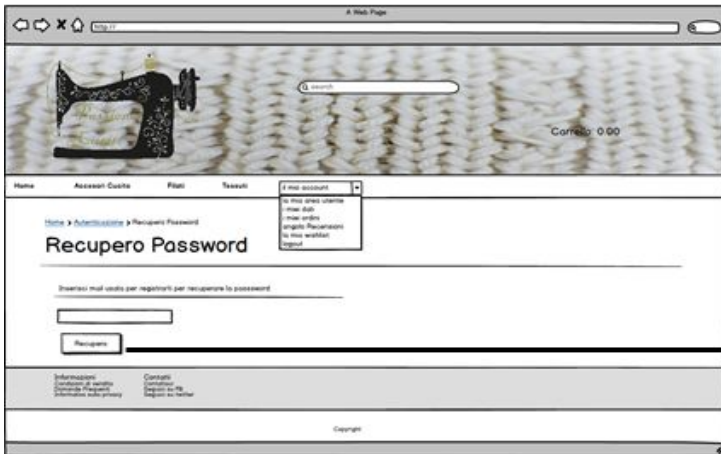 A Web Page
http://
search
Passion
Carrello: 0.00
Home
Accessori Cucito
Filati
Tessuti
il mio account
la mia area utente
i miei dati
i miei ordini
angolo Recensioni
la mia wishlist
logout
Home > Autenticazione > Recupero Password
Recupero Password
Inserisci mail usata per registrarti per recuperare la password
Recupera
Informazioni
Condizioni di vendita
Domande Frequenti
Informativa sulla privacy
Contatti
Contattaci
Seguici su FB
Seguici su twitter
Copyright